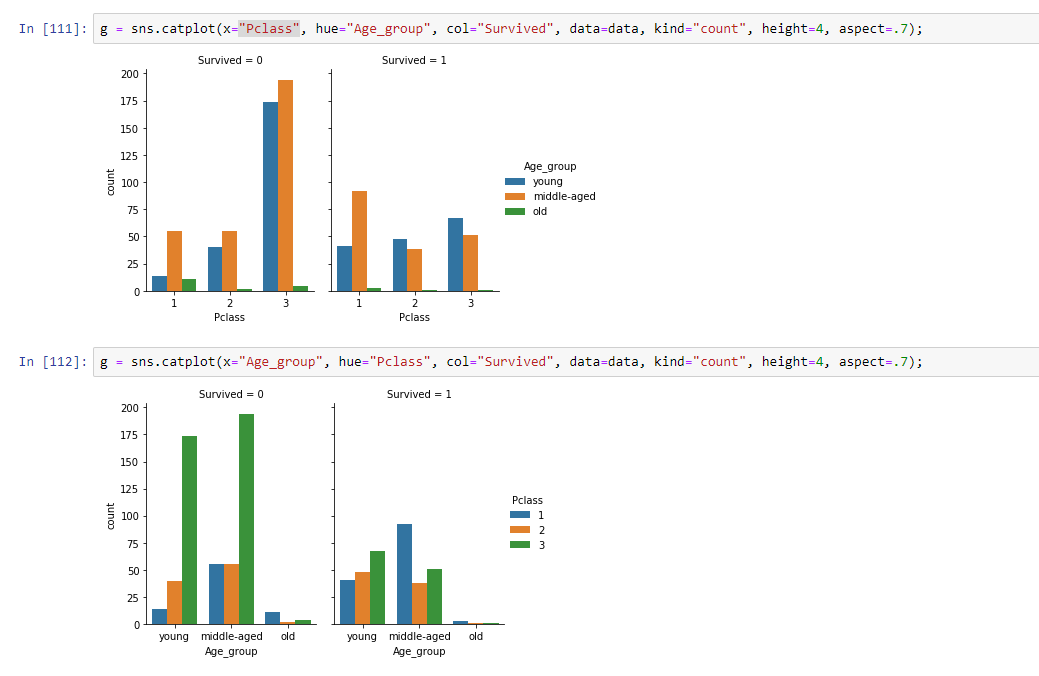 In [111]: g = sns.catplot(x="Pclass", hue="Age_group", col="Survived", data=data, kind="count", height=4, aspect=.7);
Survived = 0 Survived = 1
200
175
150
125
100
75
50
25
0
count
1 2 3 1 2 3
Pclass Pclass
Age_group
young
middle-aged
old
In [112]: g = sns.catplot(x="Age_group", hue="Pclass", col="Survived", data=data, kind="count", height=4, aspect=.7);
Survived = 0 Survived = 1
200
175
150
125
100
75
50
25
0
count
young middle-aged old young middle-aged old
Age_group Age_group
Pclass
1
2
3